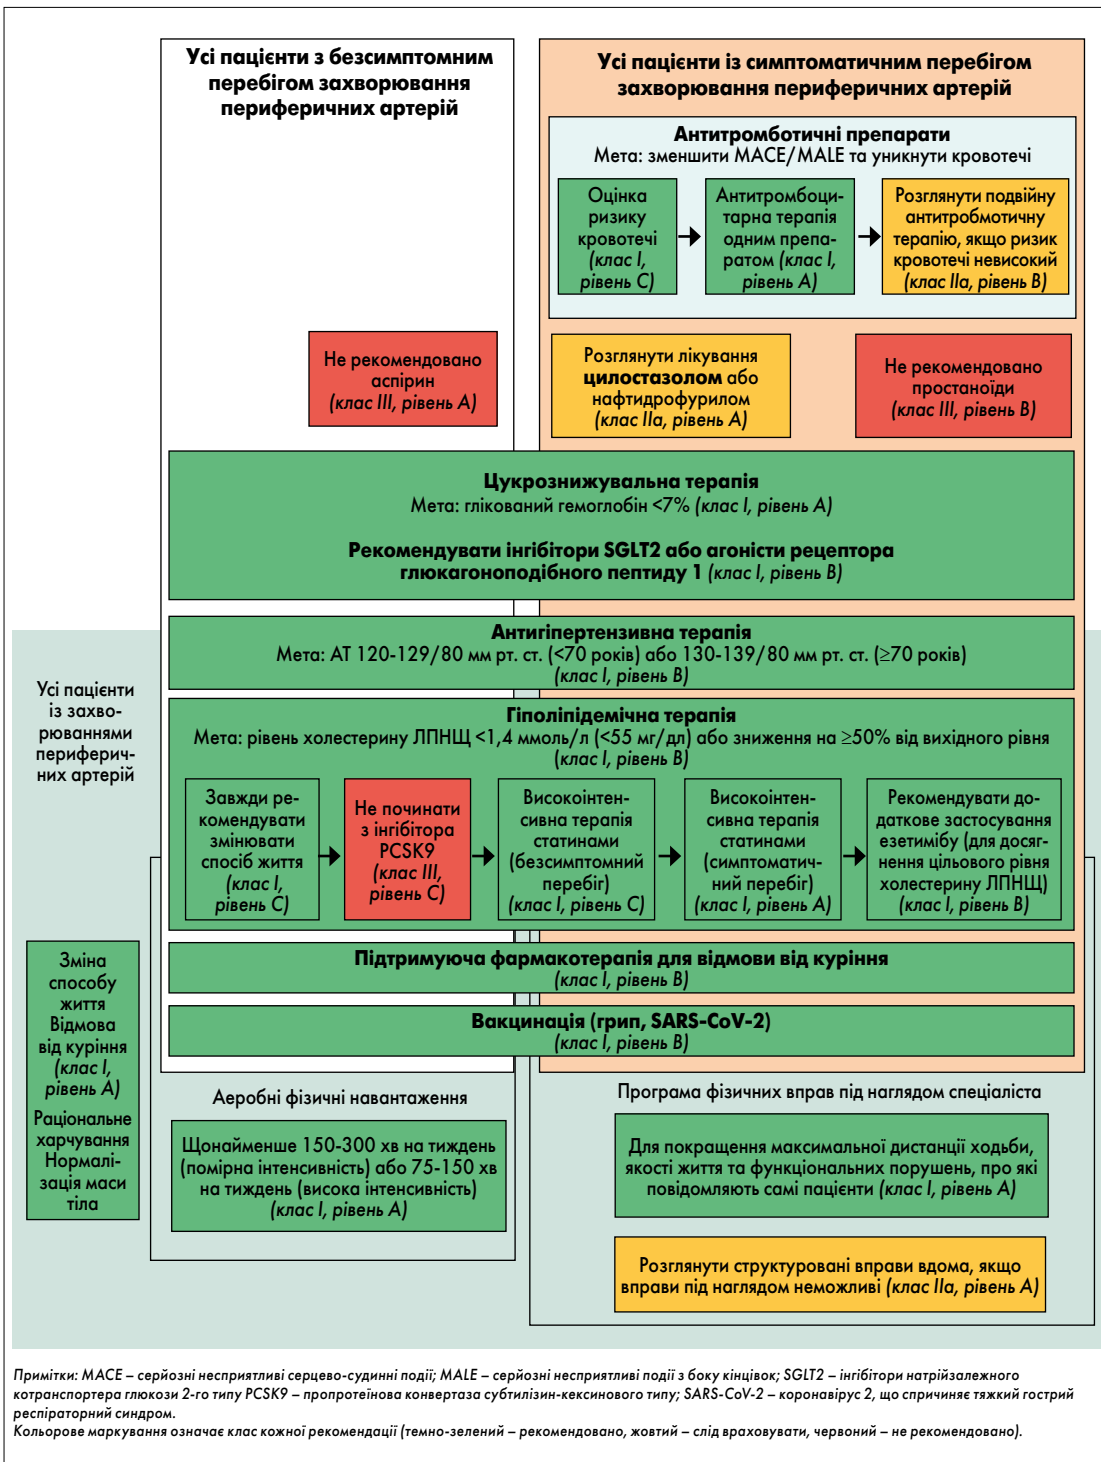 Усі пацієнти з безсимптомним
перебігом захворювання
периферичних артерій
Усі пацієнти із симптоматичним перебігом
захворювання периферичних артерій
Антитромботичні препарати
Мета: зменшити MACE/MALE та уникнути кровотечі
Оцінка
ризику
кровотечі
(клас I,
рівень C)
Антитромбоци-
тарна терапія
одним препа-
ратом (клас I,
рівень A)
Розглянути подвійну
антитробмотичну
терапію, якщо ризик
кровотечі невисокий
(клас IIa, рівень B)
Не рекомендовано
аспірин
(клас III, рівень A)
Розглянути лікування
цилостазолом або
нафтидрофурилом
(клас IIa, рівень A)
Не рекомендовано
простаноїди
(клас III, рівень B)
Цукрознижувальна терапія
Мета: глікований гемоглобін <7% (клас I, рівень A)
Рекомендувати інгібітори SGLT2 або агоністи рецептора
глюкагоноподібного пептиду 1 (клас I, рівень B)
Антигіпертензивна терапія
Мета: АТ 120-129/80 мм рт. ст. (<70 років) або 130-139/80 мм рт. ст. (≥70 років)
(клас I, рівень B)
Усі пацієнти
із захво-
рюваннями
периферич-
них артерій
Гіполіпідемічна терапія
Мета: рівень холестерину ЛПНЩ <1,4 ммоль/л (<55 мг/дл) або зниження на ≥50% від вихідного рівня
(клас I, рівень B)
Завжди ре-
комендувати
змінювати
спосіб життя
(клас I,
рівень C)
Не починати
з інгібітора
PCSK9
(клас III,
рівень C)
Високоінтен-
сивна терапія
статинами
(безсимптомний
перебіг)
(клас I, рівень C)
Високоінтен-
сивна терапія
статинами
(симптоматич-
ний перебіг)
(клас I, рівень A)
Рекомендувати до-
даткове застосування
езетимібу (для досяг-
нення цільового рівня
холестерину ЛПНЩ)
(клас I, рівень B)
Підтримуюча фармакотерапія для відмови від куріння
(клас I, рівень B)
Вакцинація (грип, SARS-CoV-2)
(клас I, рівень B)
Зміна
способу
життя
Відмова
від куріння
(клас I,
рівень A)
Раціональне
харчування
Нормалі-
зація маси
тіла
Аеробні фізичні навантаження
Щонайменше 150-300 хв на тиждень
(помірна інтенсивність) або 75-150 хв
на тиждень (висока інтенсивність)
(клас I, рівень A)
Програма фізичних вправ під наглядом спеціаліста
Для покращення максимальної дистанції ходьби,
якості життя та функціональних порушень, про які
повідомляють самі пацієнти (клас I, рівень A)
Розглянути структуровані вправи вдома, якщо
вправи під наглядом неможливі (клас IIa, рівень A)
Примітки: MACE – серйозні несприятливі серцево-судинні події; MALE – серйозні несприятливі події з боку кінцівок; SGLT2 – інгібітори натрійзалежного
котранспортера глюкози 2-го типу PCSK9 – пропротеїнова конвертаза субтилізин-кексинового типу; SARS-CoV-2 – коронавірус 2, що спричиняє тяжкий гострий
респіраторний синдром.
Кольорове маркування означає клас кожної рекомендації (темно-зелений – рекомендовано, жовтий – слід враховувати, червоний – не рекомендовано).